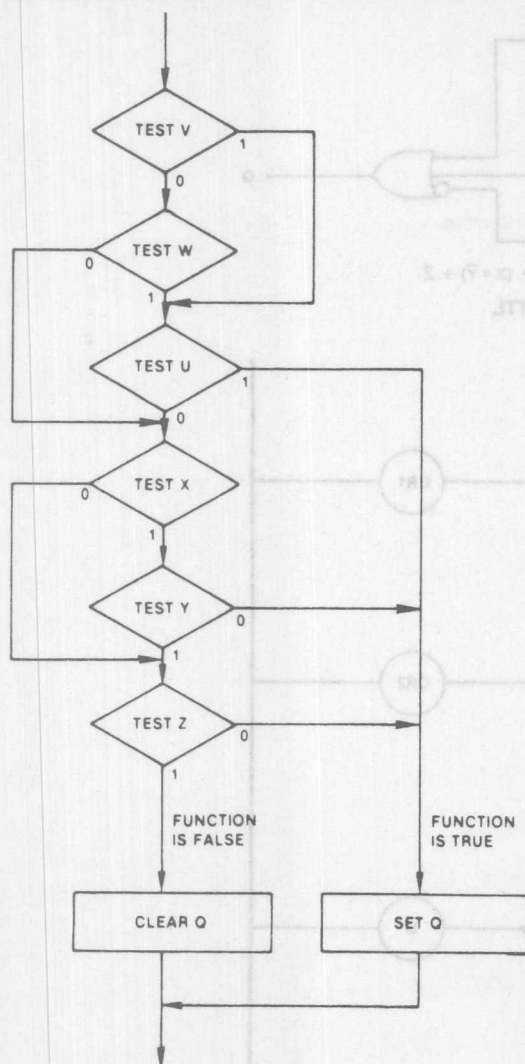 TEST V
1
0
TEST W
0
1
TEST U
1
0
TEST X
0
1
TEST Y
0
1
TEST Z
0
1
FUNCTION
IS FALSE
FUNCTION
IS TRUE
CLEAR Q
SET Q